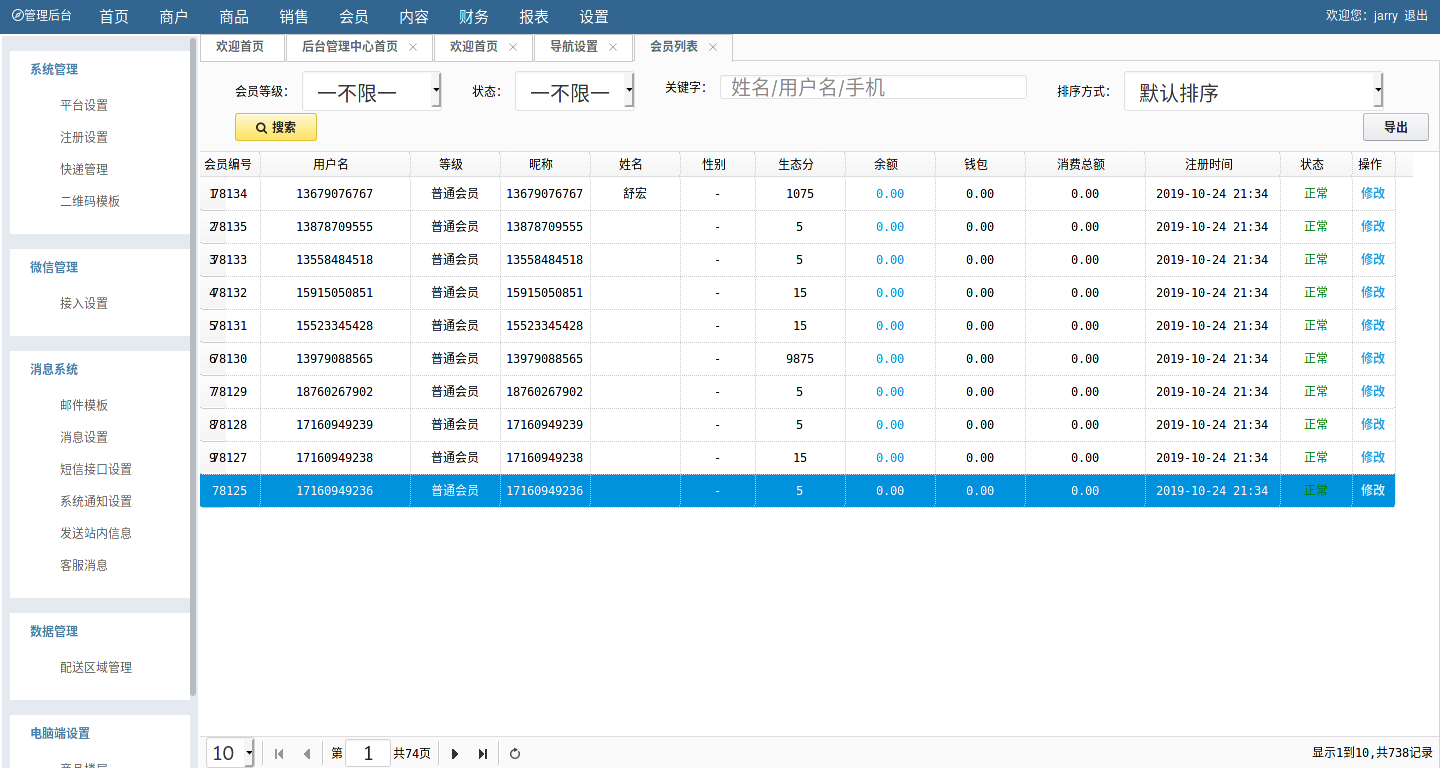 管理后台 首页 商户 商品 销售 会员 内容 财务 报表 设置 欢迎您: jarry 退出
欢迎首页 后台管理中心首页 × 欢迎首页 × 导航设置 × 会员列表 ×
系统管理
平台设置
注册设置
快递管理
二维码模板
微信管理
接入设置
消息系统
邮件模板
消息设置
短信接口设置
系统通知设置
发送站内信息
客服消息
数据管理
配送区域管理
电脑端设置
会员等级: 一不限一 状态: 一不限一 关键字: 姓名/用户名/手机 排序方式: 默认排序
搜索 导出
会员编号 用户名 等级 昵称 姓名 性别 生态分 余额 钱包 消费总额 注册时间 状态 操作
1 78134 13679076767 普通会员 13679076767 舒宏 - 1075 0.00 0.00 0.00 2019-10-24 21:34 正常 修改
2 78135 13878709555 普通会员 13878709555 - 5 0.00 0.00 0.00 2019-10-24 21:34 正常 修改
3 78133 13558484518 普通会员 13558484518 - 5 0.00 0.00 0.00 2019-10-24 21:34 正常 修改
4 78132 15915050851 普通会员 15915050851 - 15 0.00 0.00 0.00 2019-10-24 21:34 正常 修改
5 78131 15523345428 普通会员 15523345428 - 15 0.00 0.00 0.00 2019-10-24 21:34 正常 修改
6 78130 13979088565 普通会员 13979088565 - 9875 0.00 0.00 0.00 2019-10-24 21:34 正常 修改
7 78129 18760267902 普通会员 18760267902 - 5 0.00 0.00 0.00 2019-10-24 21:34 正常 修改
8 78128 17160949239 普通会员 17160949239 - 5 0.00 0.00 0.00 2019-10-24 21:34 正常 修改
9 78127 17160949238 普通会员 17160949238 - 15 0.00 0.00 0.00 2019-10-24 21:34 正常 修改
78125 17160949236 普通会员 17160949236 - 5 0.00 0.00 0.00 2019-10-24 21:34 正常 修改
10 第 1 共74页 显示1到10,共738记录